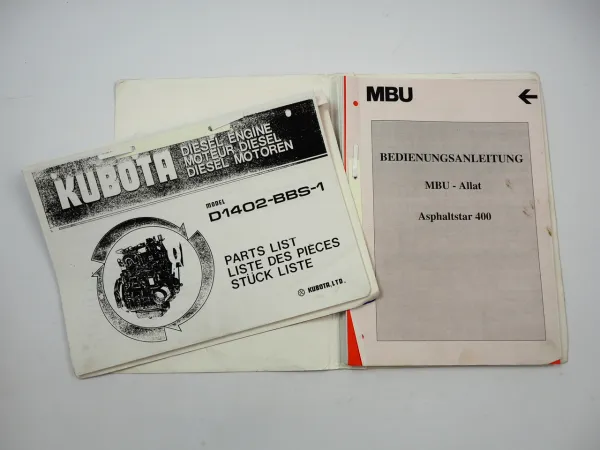 KUBOTA
DIESEL ENGINE
MOTEUR DIESEL
DIESEL MOTOREN
MODEL
D1402-BBS-1
PARTS LIST
LISTE DES PIECES
STÜCK LISTE
KUBOTA, LTD.
MBU
BEDIENUNGSANLEITUNG
MBU - Allat
Asphaltstar 400